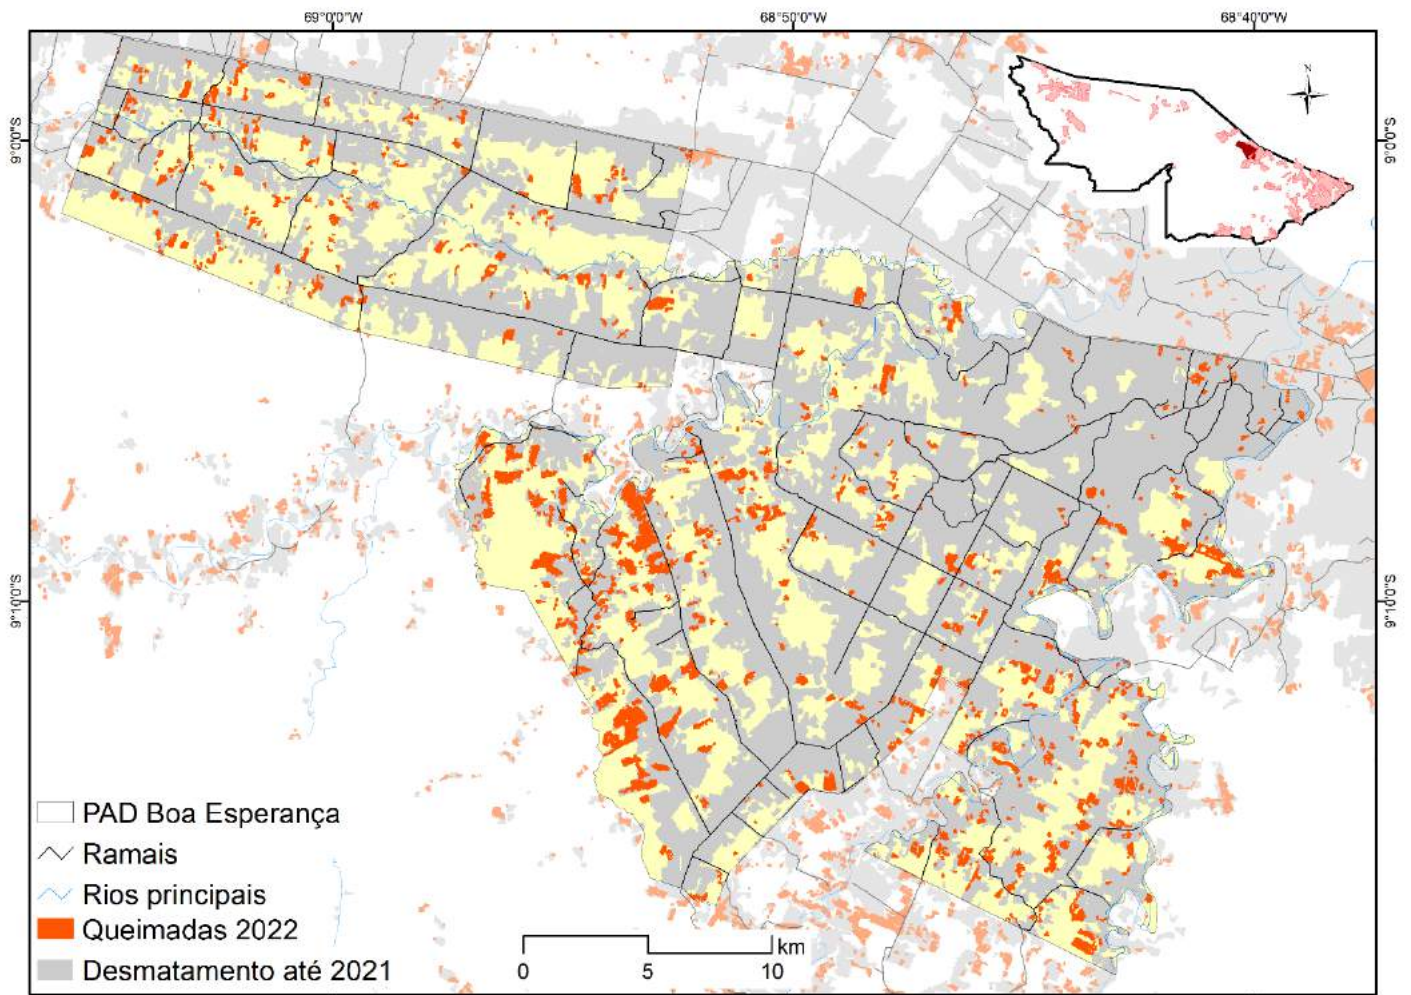 69°0'0"W 68°50'0"W 68°40'0"W
N
9°0'0"S 9°0'0"S
9°10'0"S 9°10'0"S
PAD Boa Esperança
Ramais
Rios principais
Queimadas 2022
Desmatamento até 2021
km
0 5 10